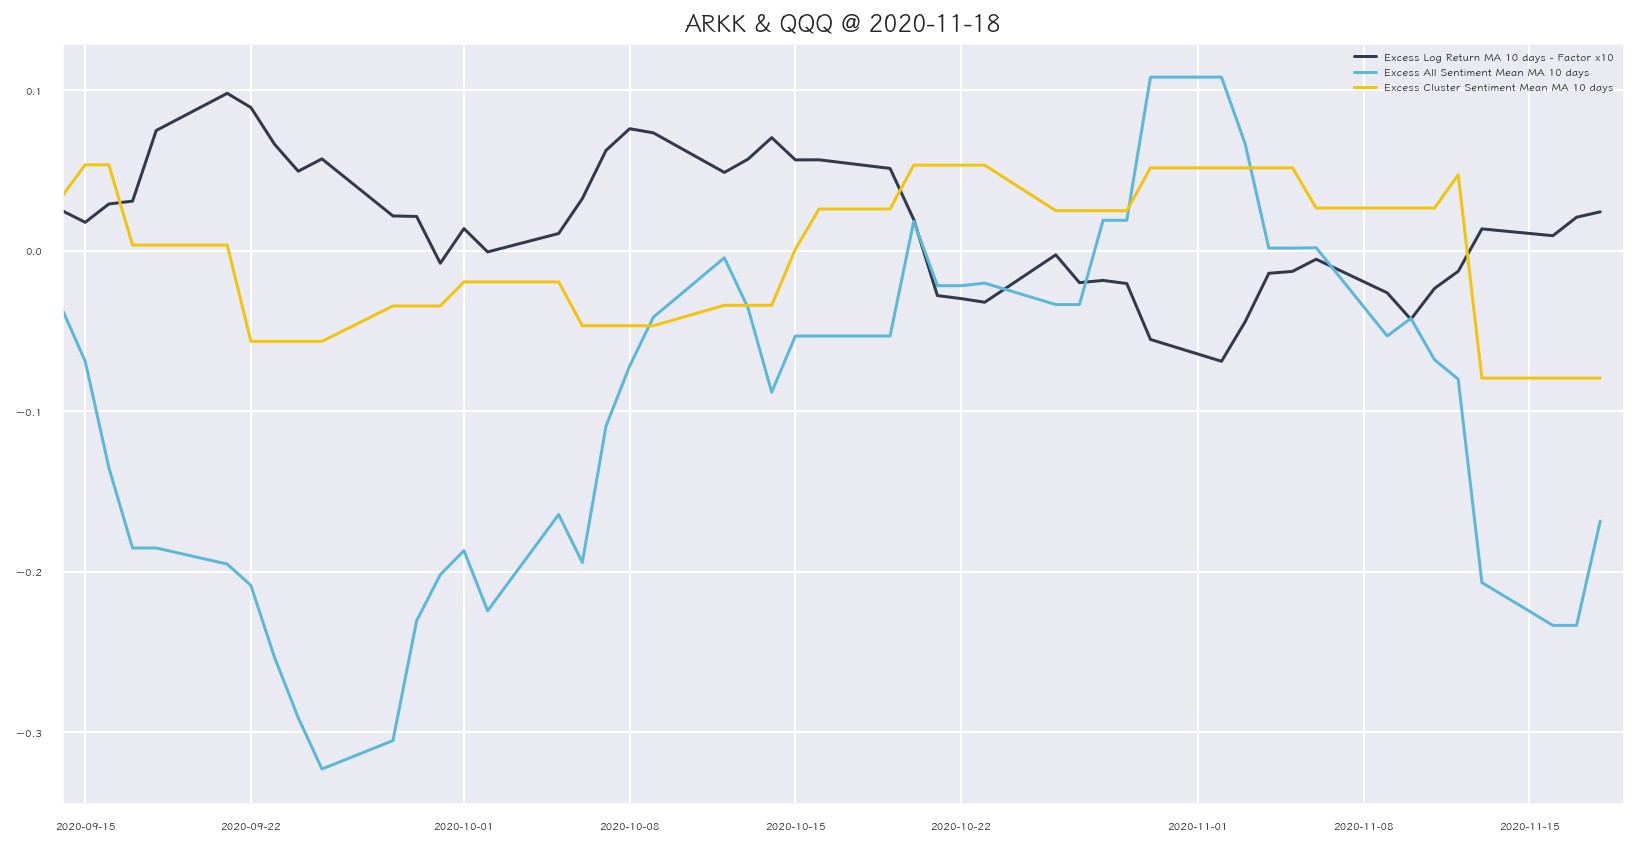 ARKK & QQQ @ 2020-11-18
Excess Log Return MA 10 days - Factor x10
Excess All Sentiment Mean MA 10 days
Excess Cluster Sentiment Mean MA 10 days
0.1
0.0
−0.1
−0.2
−0.3
2020-09-15 2020-09-22 2020-10-01 2020-10-08 2020-10-15 2020-10-22 2020-11-01 2020-11-08 2020-11-15